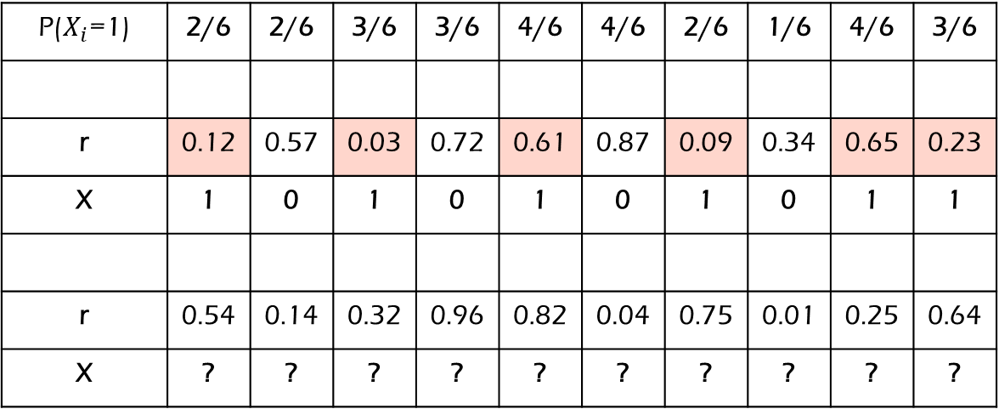 P(Xᵢ=1) 2/6 2/6 3/6 3/6 4/6 4/6 2/6 1/6 4/6 3/6
r 0.12 0.57 0.03 0.72 0.61 0.87 0.09 0.34 0.65 0.23
X 1 0 1 0 1 0 1 0 1 1
r 0.54 0.14 0.32 0.96 0.82 0.04 0.75 0.01 0.25 0.64
X ? ? ? ? ? ? ? ? ? ?